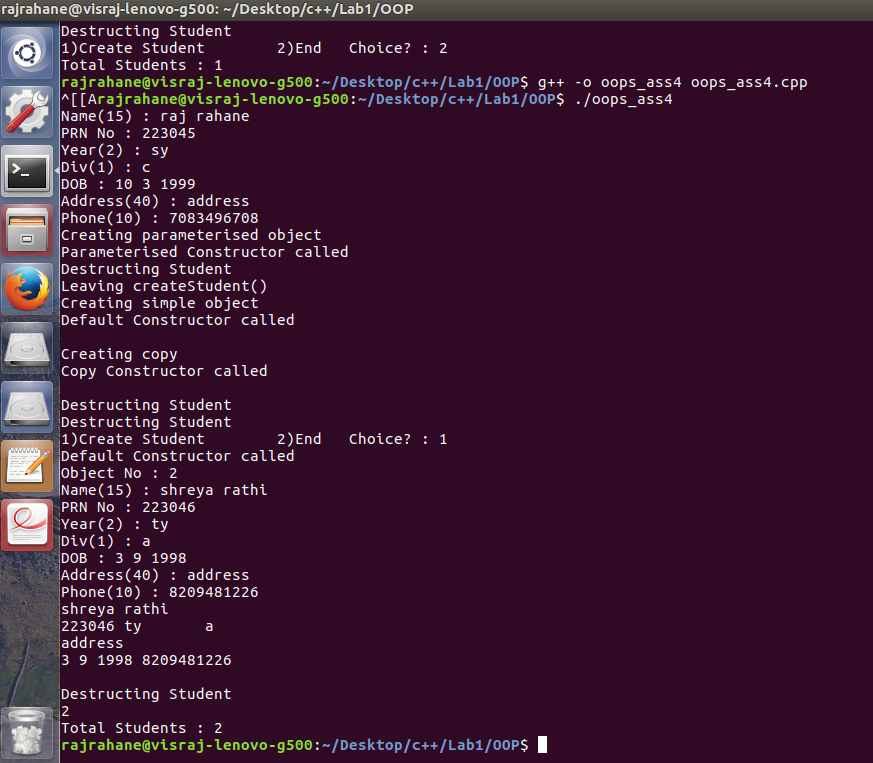 rajrahane@visraj-lenovo-g500: ~/Desktop/c++/Lab1/OOP
Destructing Student
1)Create Student        2)End   Choice? : 2
Total Students : 1
rajrahane@visraj-lenovo-g500:~/Desktop/c++/Lab1/OOP$ g++ -o oops_ass4 oops_ass4.cpp
^[[Arajrahane@visraj-lenovo-g500:~/Desktop/c++/Lab1/OOP$ ./oops_ass4
Name(15) : raj rahane
PRN No : 223045
Year(2) : sy
Div(1) : c
DOB : 10 3 1999
Address(40) : address
Phone(10) : 7083496708
Creating parameterised object
Parameterised Constructor called
Destructing Student
Leaving createStudent()
Creating simple object
Default Constructor called
Creating copy
Copy Constructor called
Destructing Student
Destructing Student
1)Create Student        2)End   Choice? : 1
Default Constructor called
Object No : 2
Name(15) : shreya rathi
PRN No : 223046
Year(2) : ty
Div(1) : a
DOB : 3 9 1998
Address(40) : address
Phone(10) : 8209481226
shreya rathi
223046 ty       a
address
3 9 1998 8209481226
Destructing Student
2
Total Students : 2
rajrahane@visraj-lenovo-g500:~/Desktop/c++/Lab1/OOP$